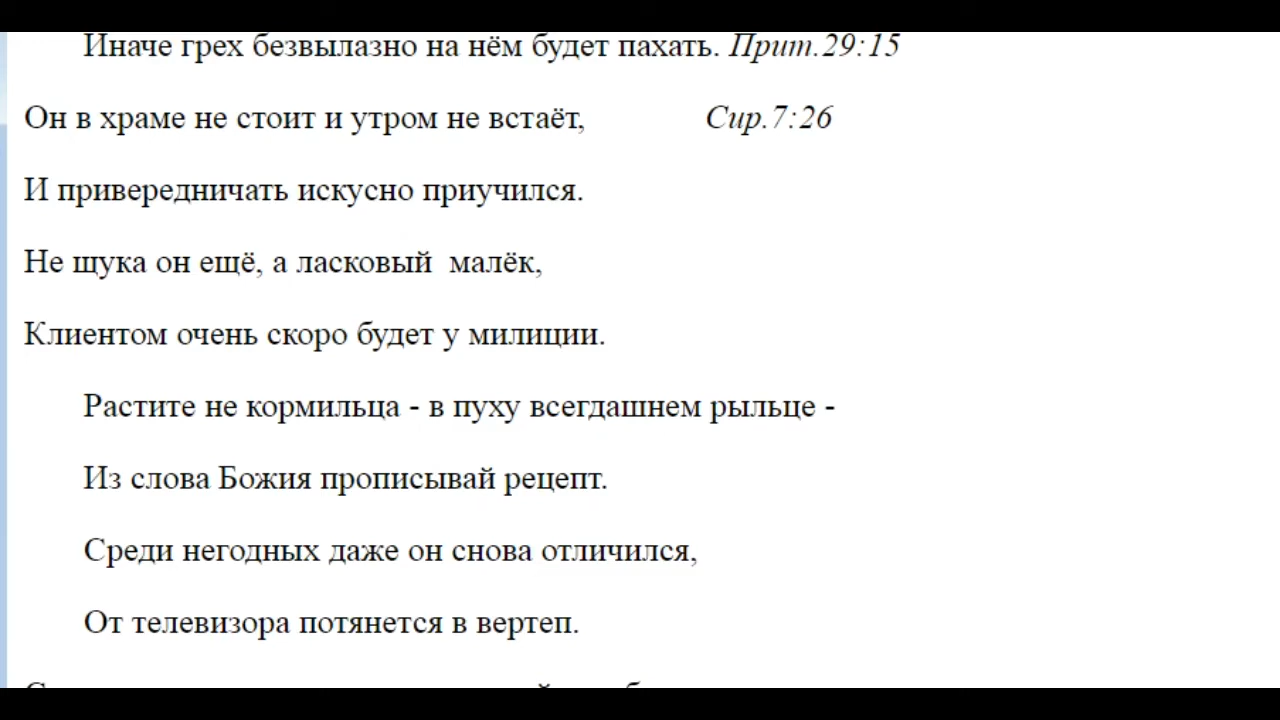 Иначе грех безвылазно на нём будет пахать. Прит.29:15
Он в храме не стоит и утром не встаёт, Сир.7:26
И привередничать искусно приучился.
Не щука он ещё, а ласковый малёк,
Клиентом очень скоро будет у милиции.
Растите не кормильца - в пуху всегдашнем рыльце -
Из слова Божия прописывай рецепт.
Среди негодных даже он снова отличился,
От телевизора потянется в вертеп.